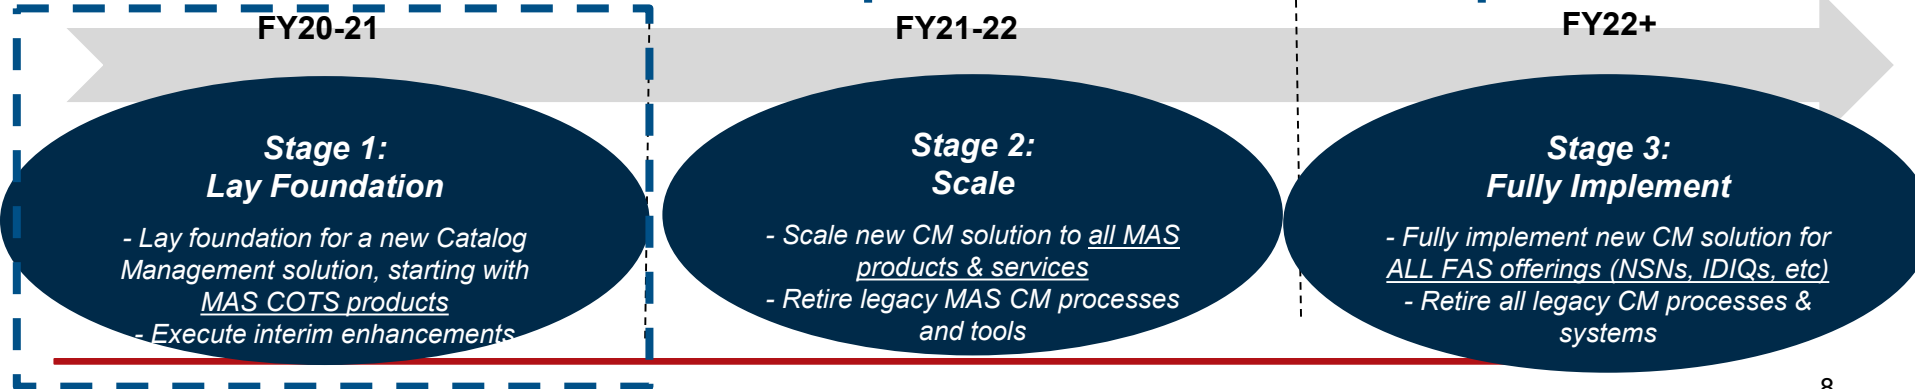 FY20-21
FY21-22
FY22+
Stage 1:
Lay Foundation
- Lay foundation for a new Catalog
Management solution, starting with
MAS COTS products
- Execute interim enhancements
Stage 2:
Scale
- Scale new CM solution to all MAS
products & services
- Retire legacy MAS CM processes
and tools
Stage 3:
Fully Implement
- Fully implement new CM solution for
ALL FAS offerings (NSNs, IDIQs, etc)
- Retire all legacy CM processes &
systems
8